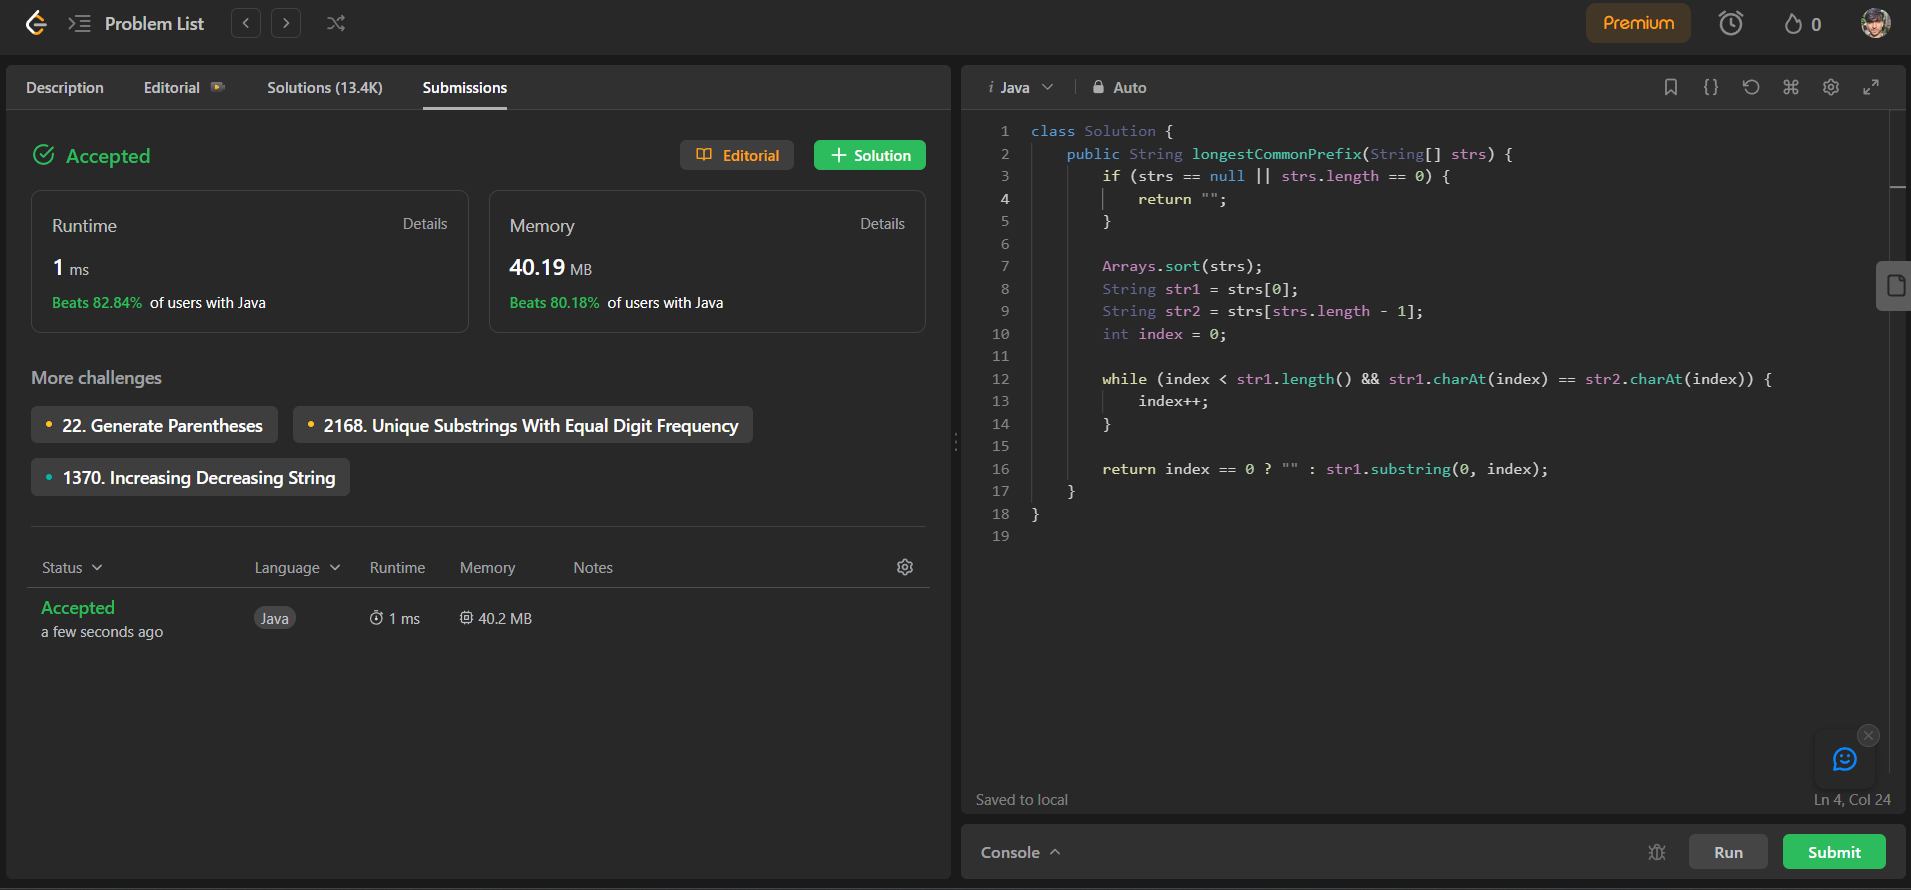 Problem List
Premium
0
Description Editorial Solutions (13.4K) Submissions
Accepted
Editorial
Solution
Runtime Details
1 ms
Beats 82.84% of users with Java
Memory Details
40.19 MB
Beats 80.18% of users with Java
More challenges
22. Generate Parentheses
2168. Unique Substrings With Equal Digit Frequency
1370. Increasing Decreasing String
Status Language Runtime Memory Notes
Accepted
a few seconds ago
Java
1 ms
40.2 MB
i Java Auto
1 class Solution {
2 public String longestCommonPrefix(String[] strs) {
3 if (strs == null || strs.length == 0) {
4 return "";
5 }
6
7 Arrays.sort(strs);
8 String str1 = strs[0];
9 String str2 = strs[strs.length - 1];
10 int index = 0;
11
12 while (index < str1.length() && str1.charAt(index) == str2.charAt(index)) {
13 index++;
14 }
15
16 return index == 0 ? "" : str1.substring(0, index);
17 }
18 }
19
Saved to local
Ln 4, Col 24
Console
Run
Submit